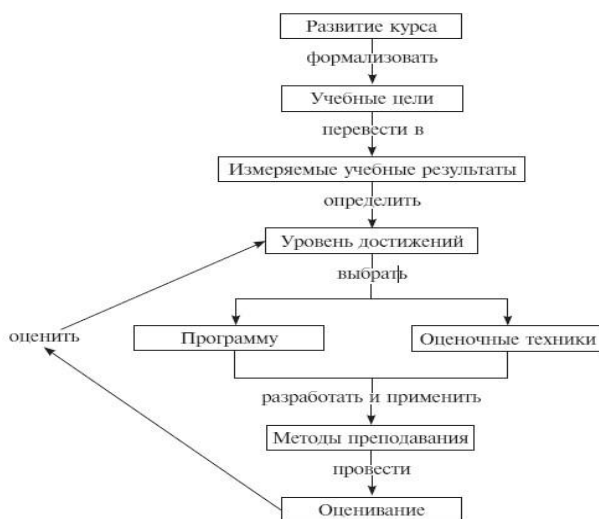 Развитие курса
формализовать
Учебные цели
перевести в
Измеряемые учебные результаты
определить
Уровень достижений
выбрать
оценить
Программу
Оценочные техники
разработать и применить
Методы преподавания
провести
Оценивание